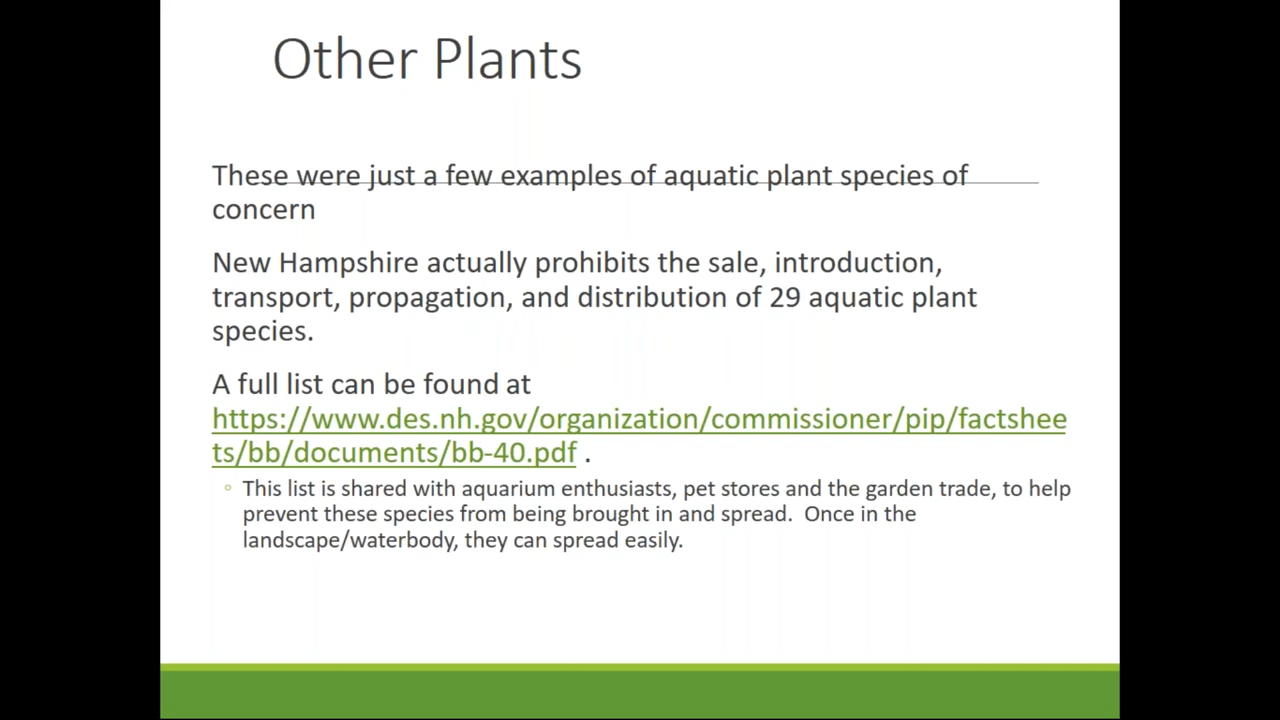 Other Plants
These were just a few examples of aquatic plant species of
concern
New Hampshire actually prohibits the sale, introduction,
transport, propagation, and distribution of 29 aquatic plant
species.
A full list can be found at
https://www.des.nh.gov/organization/commissioner/pip/factshee
ts/bb/documents/bb-40.pdf .
◦ This list is shared with aquarium enthusiasts, pet stores and the garden trade, to help
prevent these species from being brought in and spread.  Once in the
landscape/waterbody, they can spread easily.